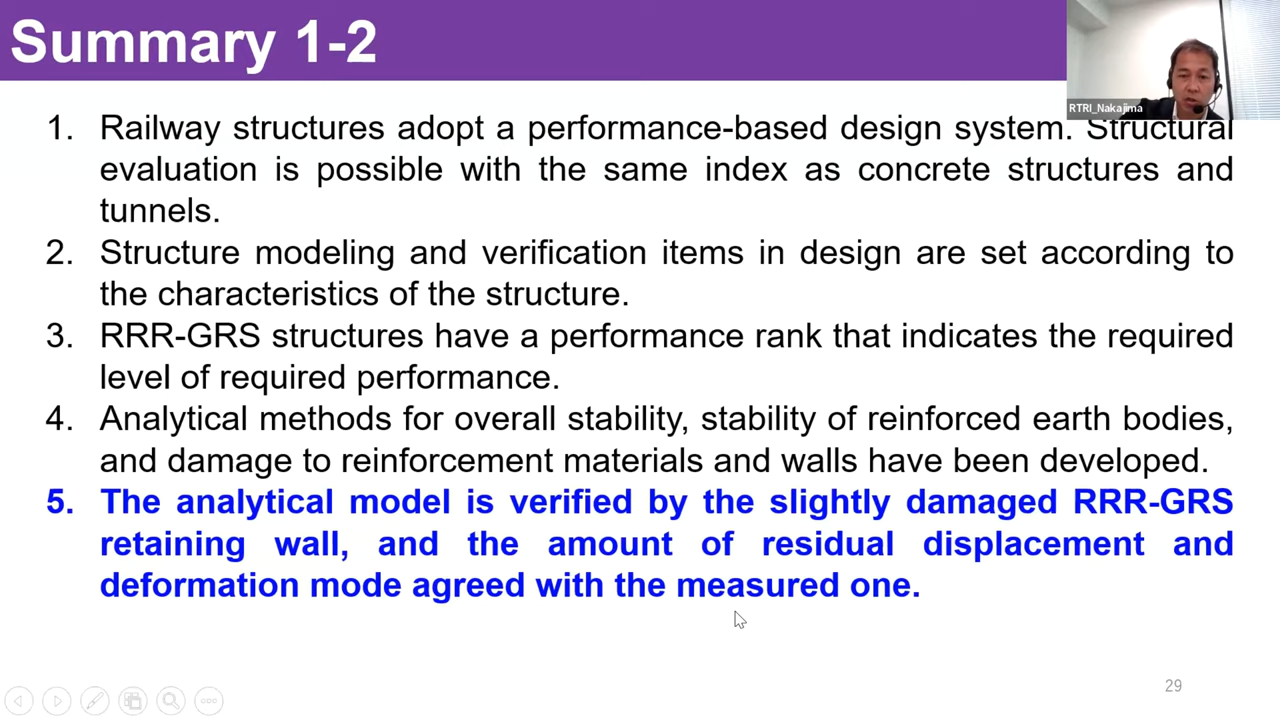 Summary 1-2
RTRI_Nakajima
1. Railway structures adopt a performance-based design system. Structural
evaluation is possible with the same index as concrete structures and
tunnels.
2. Structure modeling and verification items in design are set according to
the characteristics of the structure.
3. RRR-GRS structures have a performance rank that indicates the required
level of required performance.
4. Analytical methods for overall stability, stability of reinforced earth bodies,
and damage to reinforcement materials and walls have been developed.
5. The analytical model is verified by the slightly damaged RRR-GRS
retaining wall, and the amount of residual displacement and
deformation mode agreed with the measured one.
29